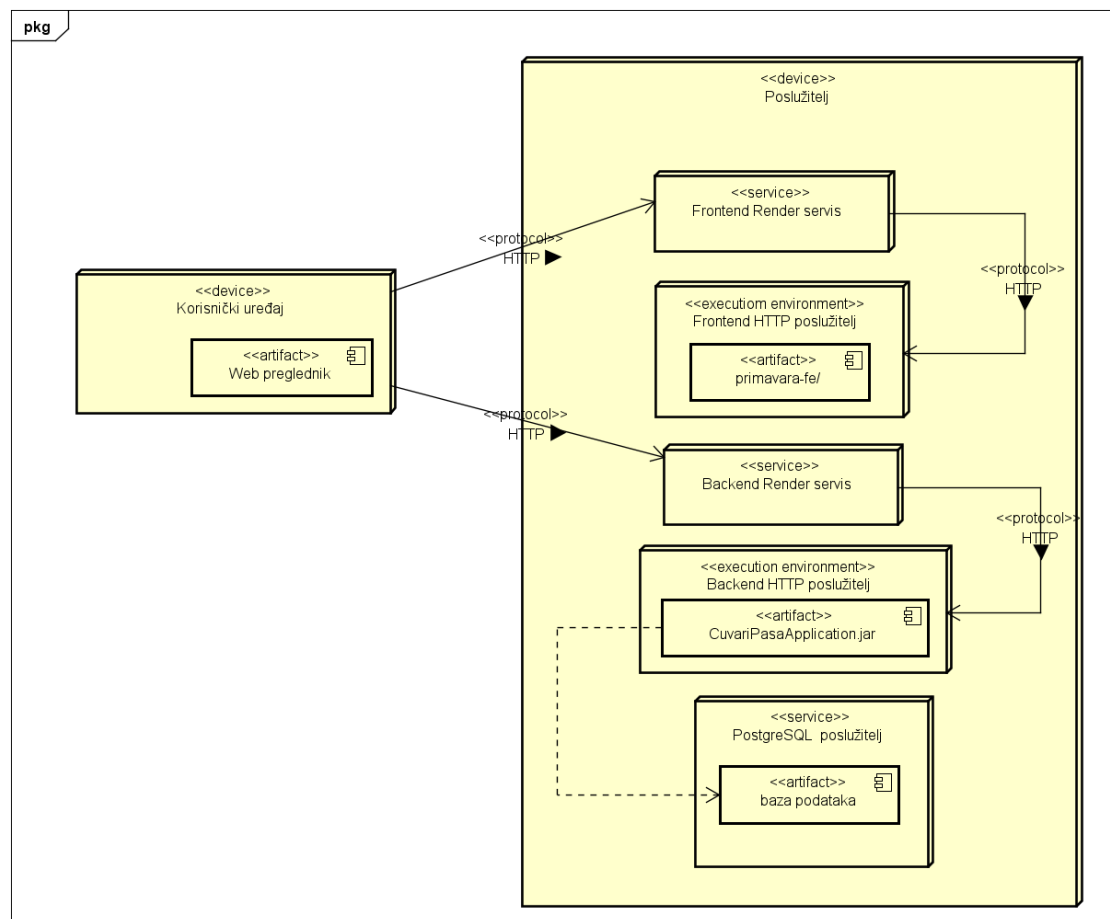 pkg
<<device>>
Poslužitelj
<<service>>
Frontend Render servis
<<protocol>>
HTTP
<<protocol>>
HTTP
<<device>>
Korisnički uređaj
<<artifact>>
Web preglednik
<<executiom environment>>
Frontend HTTP poslužitelj
<<artifact>>
primavara-fe/
<<protocol>>
HTTP
<<service>>
Backend Render servis
<<protocol>>
HTTP
<<execution environment>>
Backend HTTP poslužitelj
<<artifact>>
CuvariPasaApplication.jar
<<service>>
PostgreSQL  poslužitelj
<<artifact>>
baza podataka